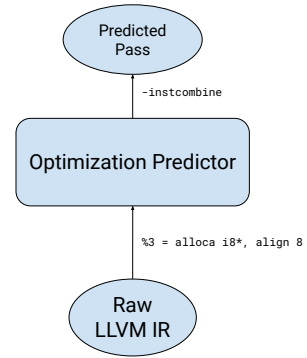 Predicted
Pass
-instcombine
Optimization Predictor
%3 = alloca i8*, align 8
Raw
LLVM IR